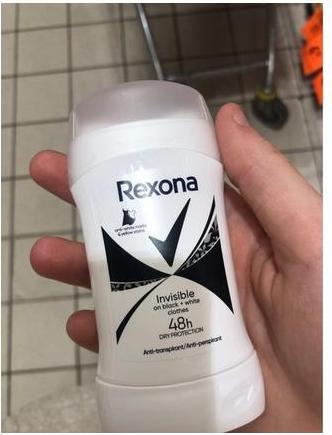 Rexona
anti-white marks
& yellow stains
Invisible
on black + white
clothes
48h
DRY PROTECTION
Anti-transpirant/Anti-perspirant